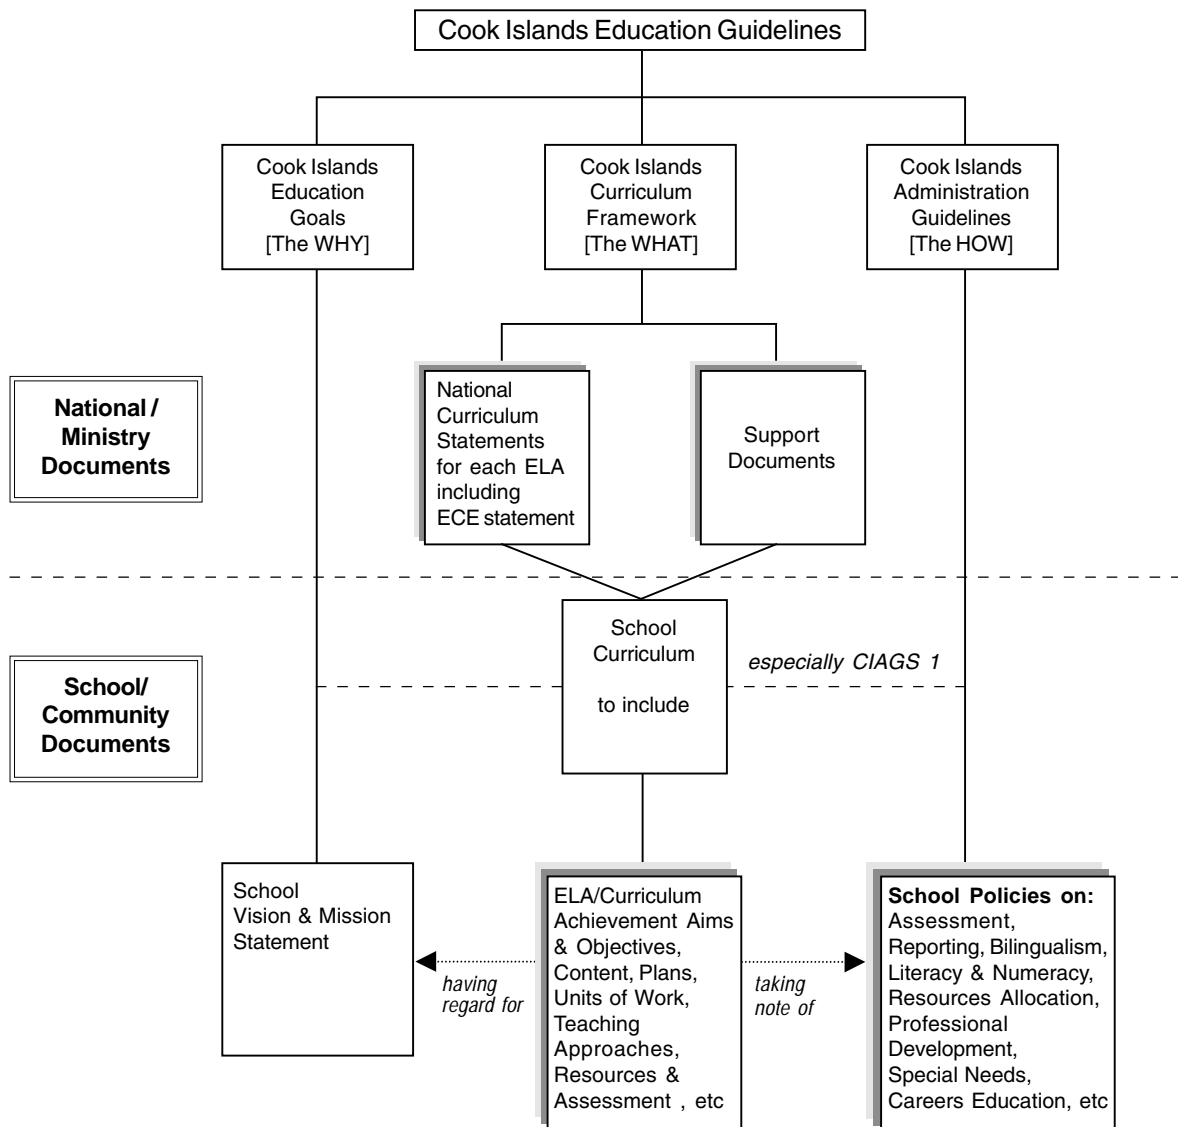 Cook Islands Education Guidelines
Cook Islands
Education
Goals
[The WHY]
Cook Islands
Curriculum
Framework
[The WHAT]
Cook Islands
Administration
Guidelines
[The HOW]
National /
Ministry
Documents
National
Curriculum
Statements
for each ELA
including
ECE statement
Support
Documents
School/
Community
Documents
School
Curriculum
to include
especially CIAGS 1
School
Vision & Mission
Statement
having
regard for
ELA/Curriculum
Achievement Aims
& Objectives,
Content, Plans,
Units of Work,
Teaching
Approaches,
Resources &
Assessment , etc
taking
note of
School Policies on:
Assessment,
Reporting, Bilingualism,
Literacy & Numeracy,
Resources Allocation,
Professional
Development,
Special Needs,
Careers Education, etc